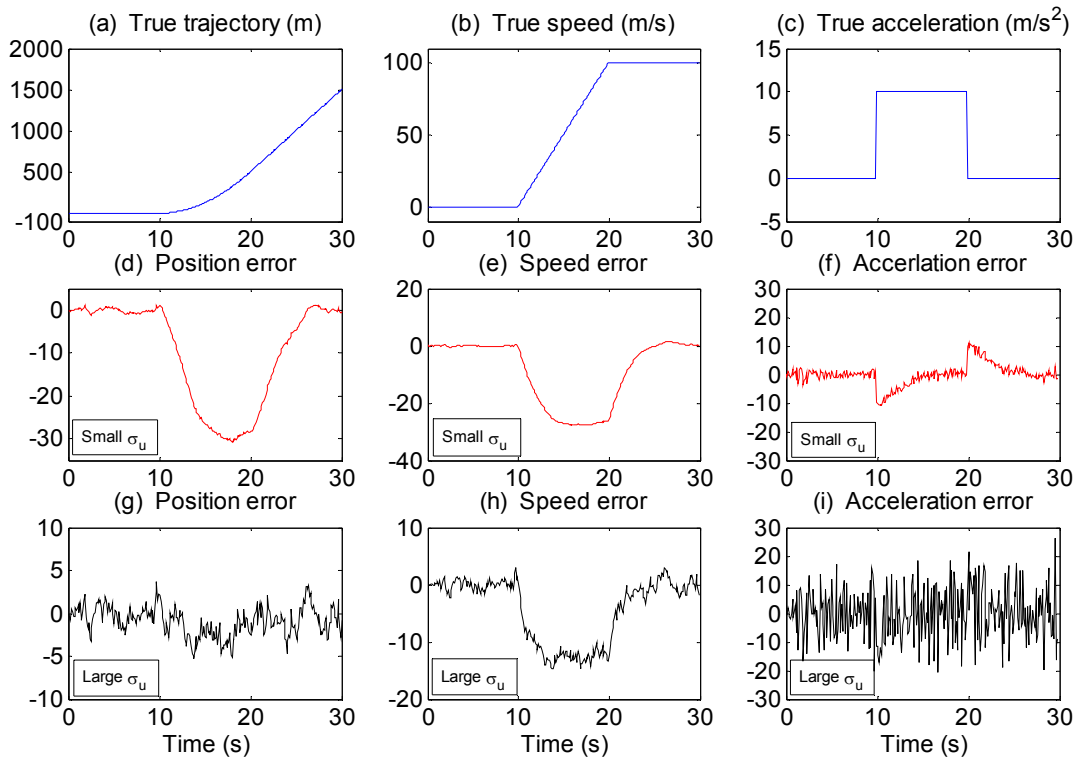 (a)  True trajectory (m)
(b)  True speed (m/s)
(c)  True acceleration (m/s²)
2000
1500
1000
500
-100
0 10 20 30
100
50
0
0 10 20 30
15
10
5
0
-5
0 10 20 30
(d)  Position error
(e)  Speed error
(f)  Accerlation error
0
-10
-20
-30
Small σu
0 10 20 30
20
0
-20
-40
Small σu
0 10 20 30
30
20
10
0
-10
-20
-30
Small σu
0 10 20 30
(g)  Position error
(h)  Speed error
(i)  Acceleration error
10
5
0
-5
10
Large σu
0 10 20 30
Time (s)
10
0
-10
-20
Large σu
0 10 20 30
Time (s)
30
20
10
0
-10
-20
-30
Large σu
0 10 20 30
Time (s)